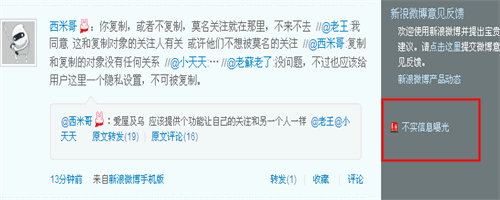 西米哥：你复制，或者不复制，莫名关注就在那里，不来不去 //@老王:我
同意 这和复制对象的关注人有关 或许他们不想被莫名的关注 //@西米哥:复制
和复制的对象没有任何关系 //@小天天:… //@老蘇老了:没问题，不过也应该给
用户这里一个隐私设置，不可被复制。
@西米哥：爱屋及乌 应该提供个功能让自己的关注和另一个人一样 @老王@小
天天 原文转发(19) 原文评论(16)
13分钟前 来自新浪微博手机版 转发(1) 收藏 评论
新浪微博意见反馈
欢迎使用新浪微博并提出宝贵
建议。请点击这里提交微博意
见反馈。
新浪微博产品动态
不实信息曝光